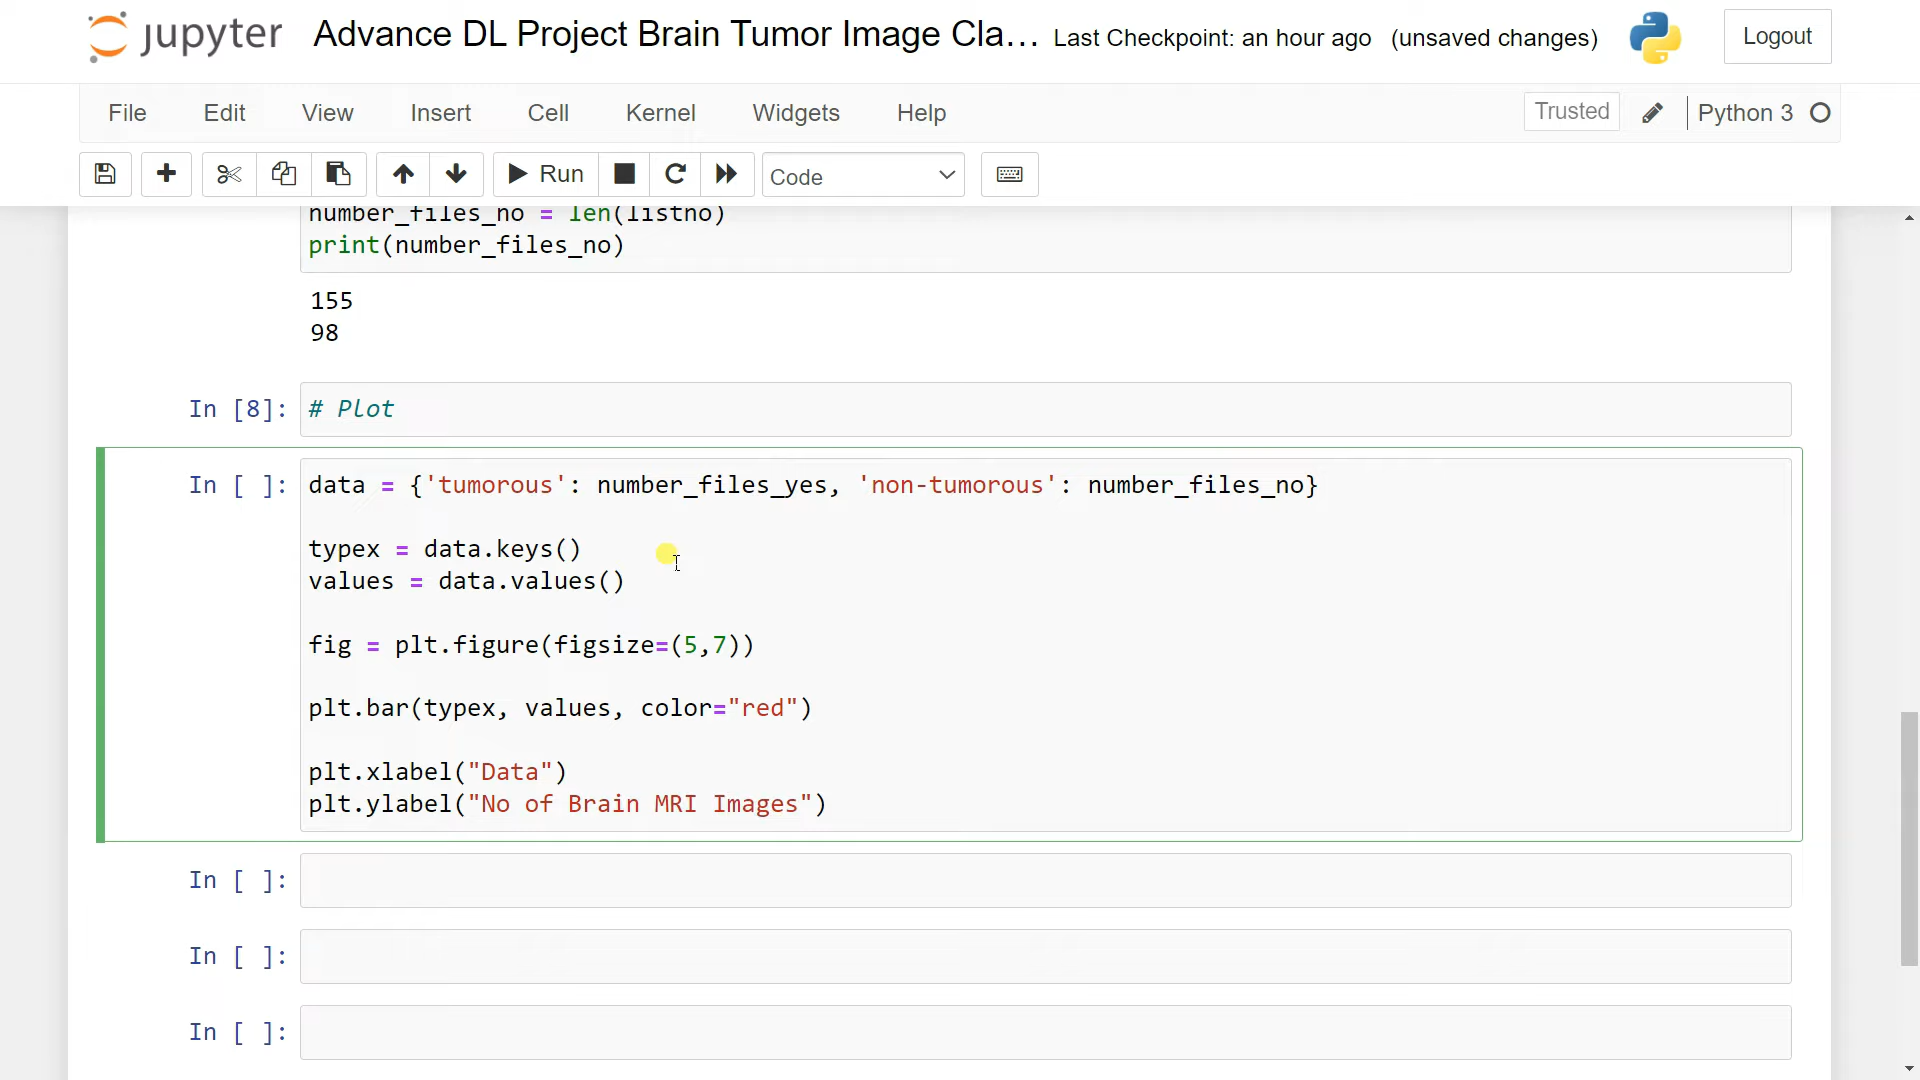 jupyter Advance DL Project Brain Tumor Image Cla... Last Checkpoint: an hour ago (unsaved changes) Logout
File Edit View Insert Cell Kernel Widgets Help Trusted Python 3
Run Code
number_files_no = len(listno)
print(number_files_no)
155
98
In [8]: # Plot
In [ ]: data = {'tumorous': number_files_yes, 'non-tumorous': number_files_no}
typex = data.keys()
values = data.values()
fig = plt.figure(figsize=(5,7))
plt.bar(typex, values, color="red")
plt.xlabel("Data")
plt.ylabel("No of Brain MRI Images")
In [ ]:
In [ ]:
In [ ]: